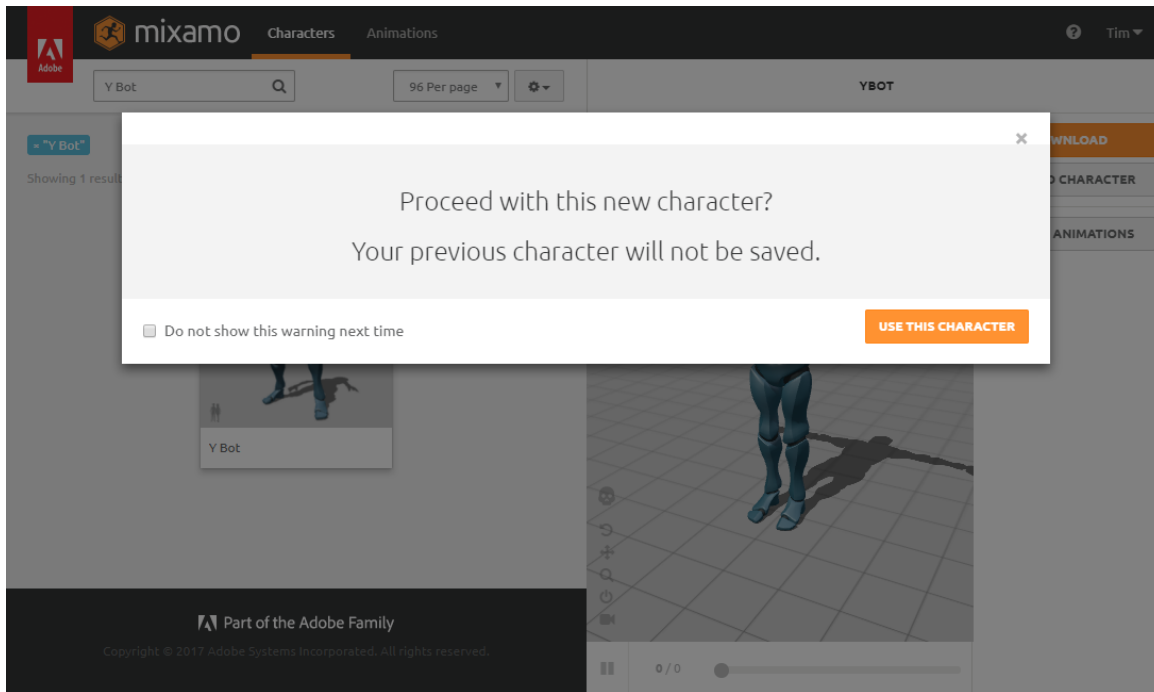 Adobe
mixamo
Characters
Animations
Tim
Y Bot
96 Per page
YBOT
× "Y Bot"
Showing 1 result
WNLOAD
CHARACTER
ANIMATIONS
Proceed with this new character?
Your previous character will not be saved.
Do not show this warning next time
USE THIS CHARACTER
Y Bot
Part of the Adobe Family
Copyright © 2017 Adobe Systems Incorporated. All rights reserved.
0 / 0